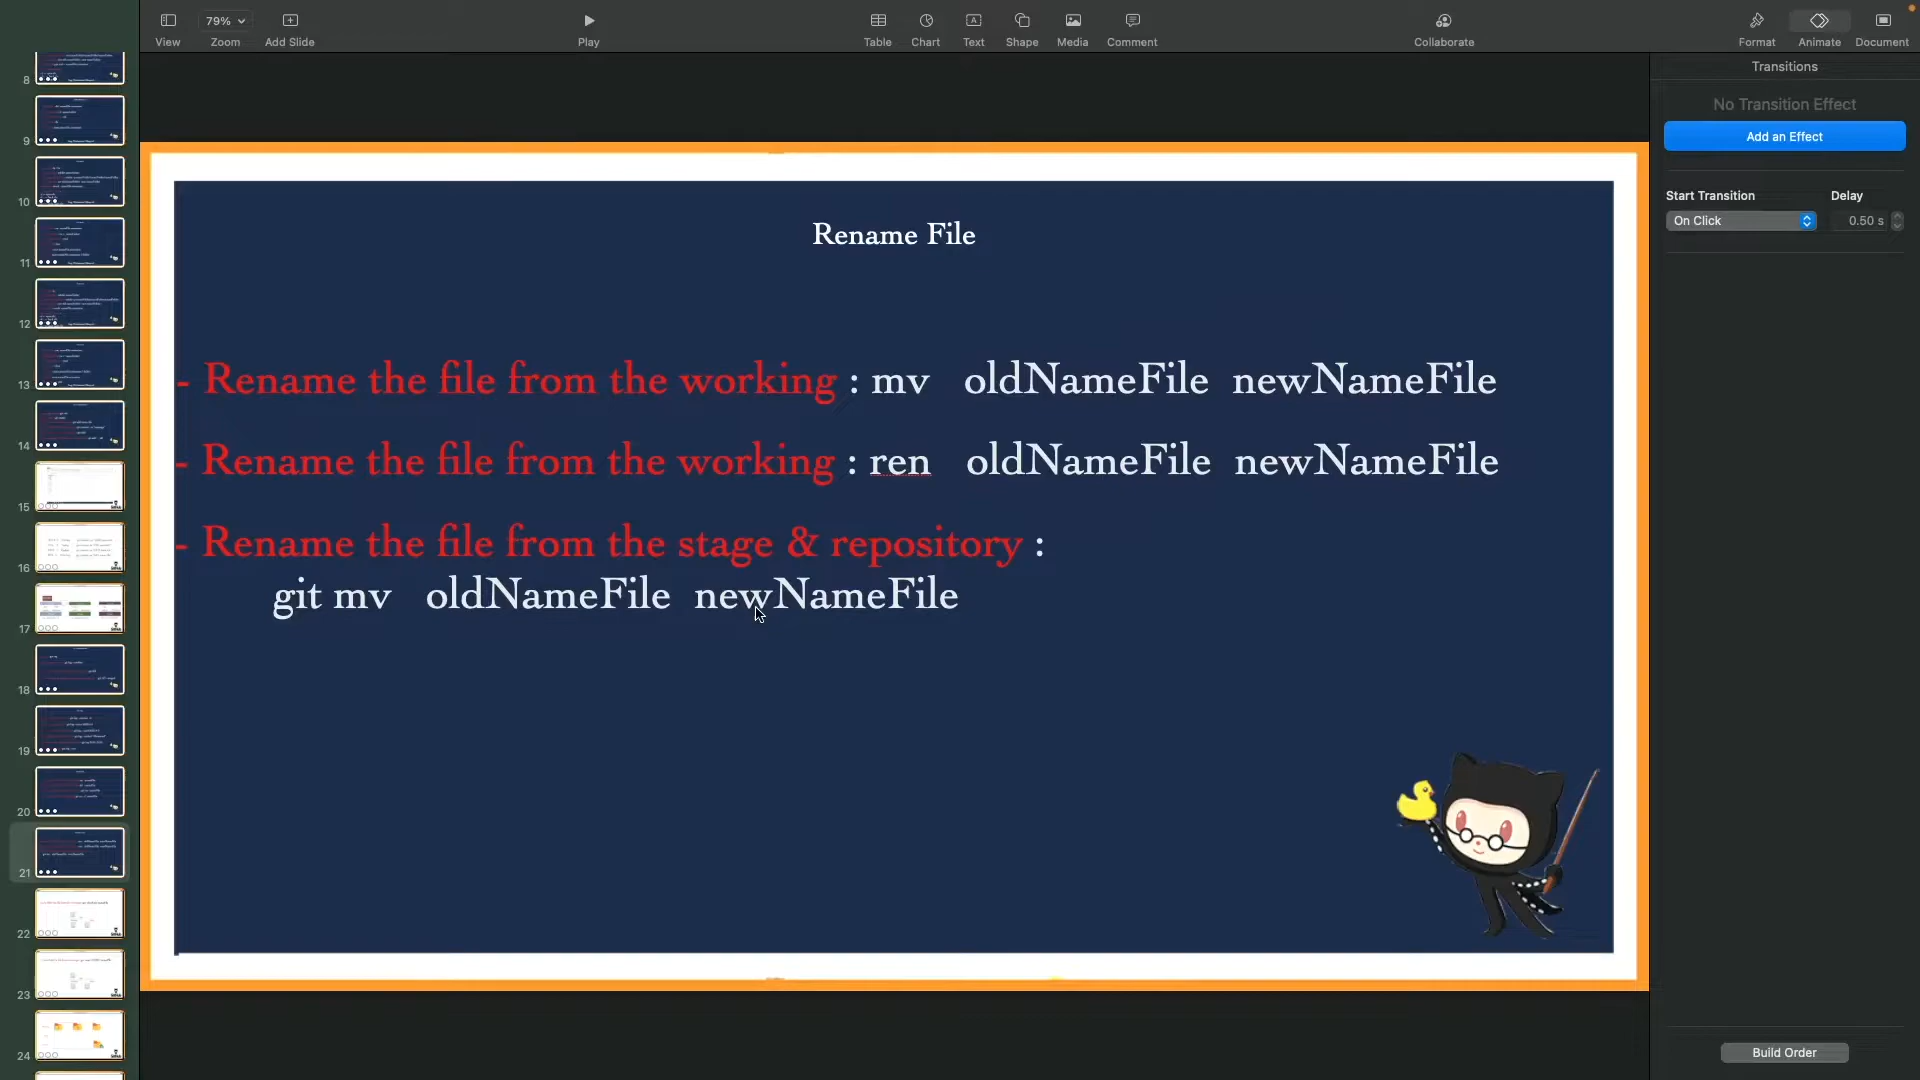 79%
View
Zoom
Add Slide
Play
Table
Chart
Text
Shape
Media
Comment
Collaborate
Format
Animate
Document
Transitions
No Transition Effect
Add an Effect
Start Transition
Delay
On Click
0.50 s
8
9
10
11
12
13
14
15
16
17
18
19
20
21
22
23
24
Rename File
- Rename the file from the working : mv oldNameFile newNameFile
- Rename the file from the working : ren oldNameFile newNameFile
- Rename the file from the stage & repository :
git mv oldNameFile newNameFile
Build Order